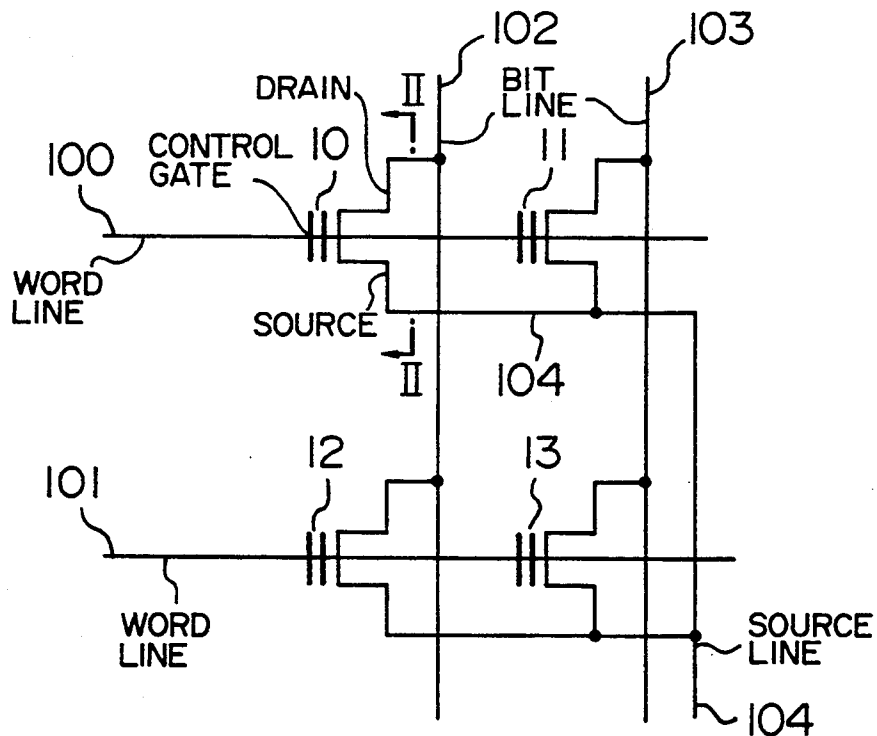 102
103
DRAIN
II
BIT
LINE
100
CONTROL
GATE
10
11
WORD
LINE
SOURCE
II
104
101
12
13
WORD
LINE
SOURCE
LINE
104